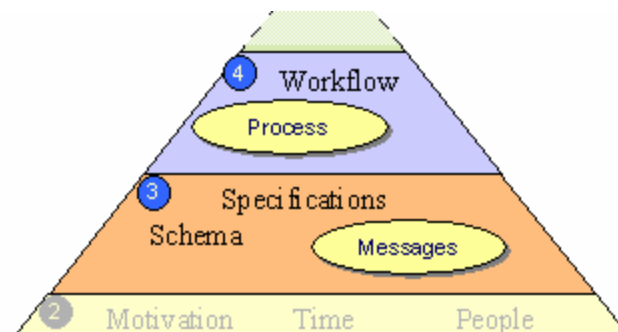 4 Workflow
Process
3 Specifications
Schema
Messages
2 Motivation Time People